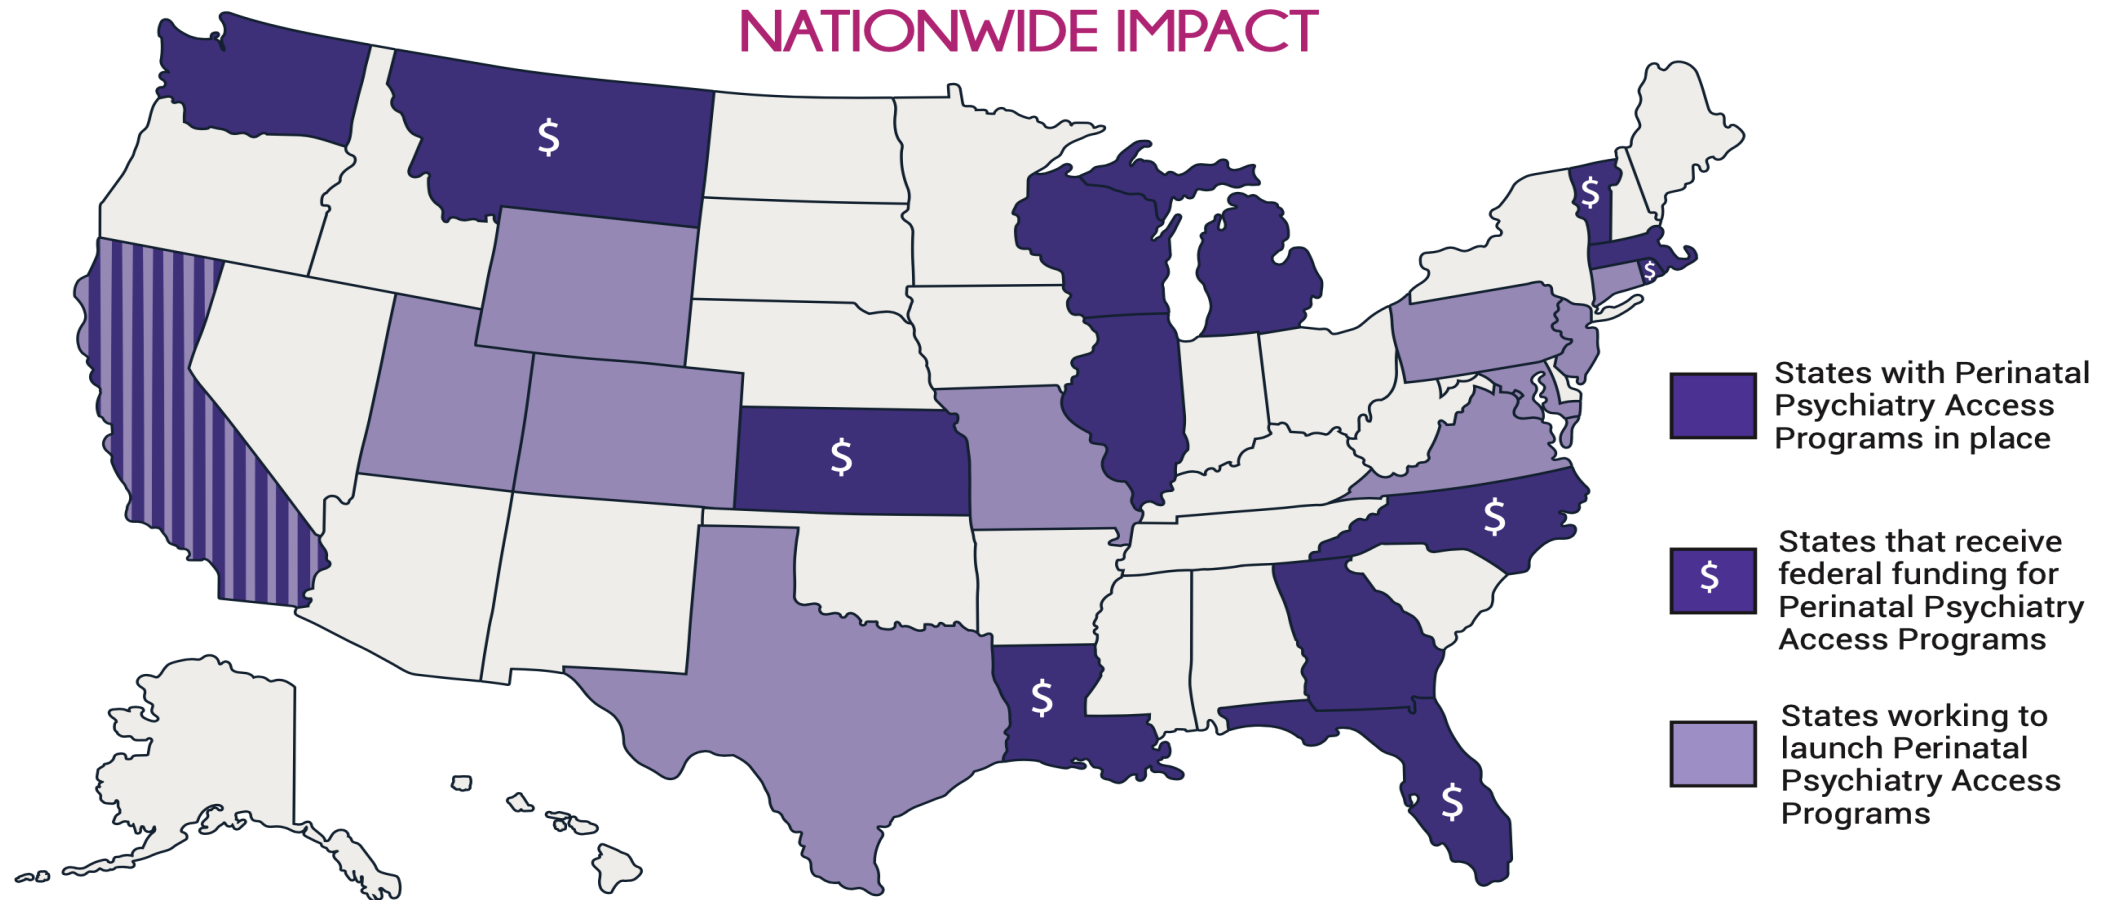 NATIONWIDE IMPACT
$
$
$
$
$
$
$
States with Perinatal
Psychiatry Access
Programs in place
$
States that receive
federal funding for
Perinatal Psychiatry
Access Programs
States working to
launch Perinatal
Psychiatry Access
Programs